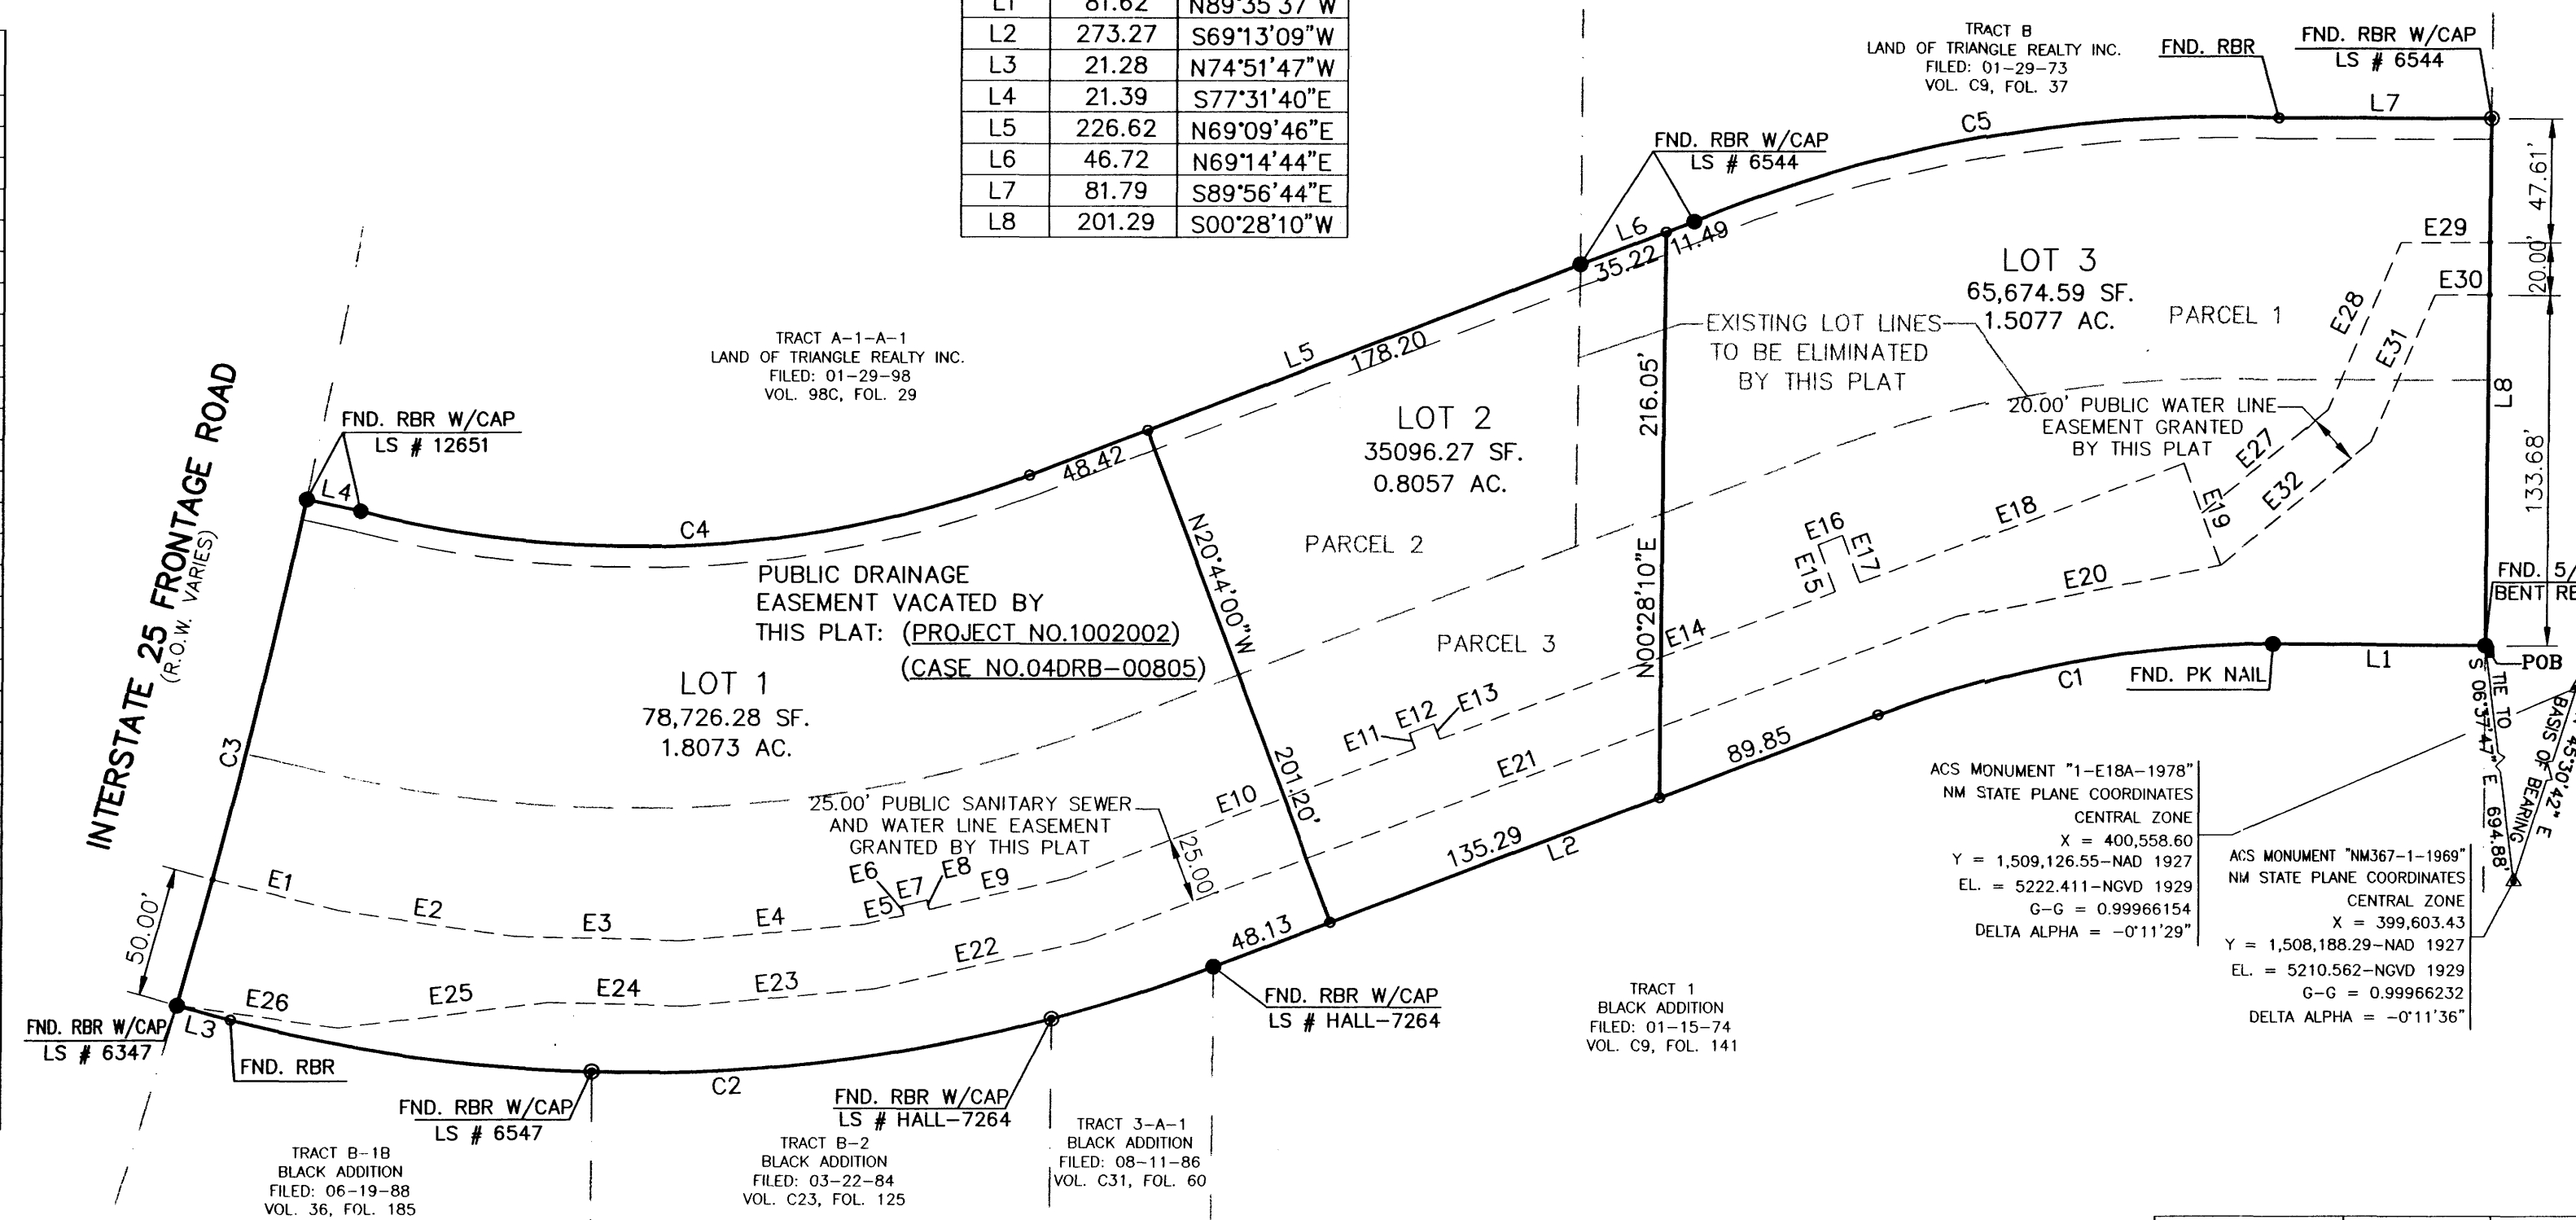 L1 81.62 N89°35'37"W
L2 273.27 S69°13'09"W
L3 21.28 N74°51'47"W
L4 21.39 S77°31'40"E
L5 226.62 N69°09'46"E
L6 46.72 N69°14'44"E
L7 81.79 S89°56'44"E
L8 201.29 S00°28'10"W
TRACT B
LAND OF TRIANGLE REALTY INC.
FILED: 01-29-73
VOL. C9, FOL. 37
FND. RBR
FND. RBR W/CAP
LS # 6544
L7
C5
FND. RBR W/CAP
LS # 6544
47.61'
20.00'
133.68'
E29
E30
L6
35.22
11.49
LOT 3
65,674.59 SF.
1.5077 AC.
PARCEL 1
E28
E31
L8
EXISTING LOT LINES
TO BE ELIMINATED
BY THIS PLAT
TRACT A-1-A-1
LAND OF TRIANGLE REALTY INC.
FILED: 01-29-98
VOL. 98C, FOL. 29
L5
178.20
216.05'
N00°28'10"E
LOT 2
35096.27 SF.
0.8057 AC.
20.00' PUBLIC WATER LINE
EASEMENT GRANTED
BY THIS PLAT
E27
E32
E19
E18
E16
E15
E17
E20
FND. RBR W/CAP
LS # 12651
L4
C4
48.42
INTERSTATE 25 FRONTAGE ROAD
(R.O.W. VARIES)
PUBLIC DRAINAGE
EASEMENT VACATED BY
THIS PLAT: (PROJECT NO.1002002)
(CASE NO.04DRB-00805)
N20°44'00"W
201.20'
PARCEL 2
PARCEL 3
E14
FND. 5/
BENT RE
POB
L1
FND. PK NAIL
C1
LOT 1
78,726.28 SF.
1.8073 AC.
C3
E11
E12
E13
E10
E21
89.85
135.29
L2
TIE TO
S 06°37'47" E 694.88'
45°30'42" E
BASIS OF BEARING
25.00' PUBLIC SANITARY SEWER
AND WATER LINE EASEMENT
GRANTED BY THIS PLAT
25.00'
E1
E2
E3
E4
E5
E6
E7
E8
E9
50.00'
E26
E25
E24
E23
E22
48.13
ACS MONUMENT "1-E18A-1978"
NM STATE PLANE COORDINATES
CENTRAL ZONE
X = 400,558.60
Y = 1,509,126.55-NAD 1927
EL. = 5222.411-NGVD 1929
G-G = 0.99966154
DELTA ALPHA = -0°11'29"
ACS MONUMENT "NM367-1-1969"
NM STATE PLANE COORDINATES
CENTRAL ZONE
X = 399,603.43
Y = 1,508,188.29-NAD 1927
EL. = 5210.562-NGVD 1929
G-G = 0.99966232
DELTA ALPHA = -0°11'36"
FND. RBR W/CAP
LS # 6347
L3
FND. RBR
C2
FND. RBR W/CAP
LS # 6547
FND. RBR W/CAP
LS # HALL-7264
FND. RBR W/CAP
LS # HALL-7264
TRACT 1
BLACK ADDITION
FILED: 01-15-74
VOL. C9, FOL. 141
TRACT B-1B
BLACK ADDITION
FILED: 06-19-88
VOL. 36, FOL. 185
TRACT B-2
BLACK ADDITION
FILED: 03-22-84
VOL. C23, FOL. 125
TRACT 3-A-1
BLACK ADDITION
FILED: 08-11-86
VOL. C31, FOL. 60